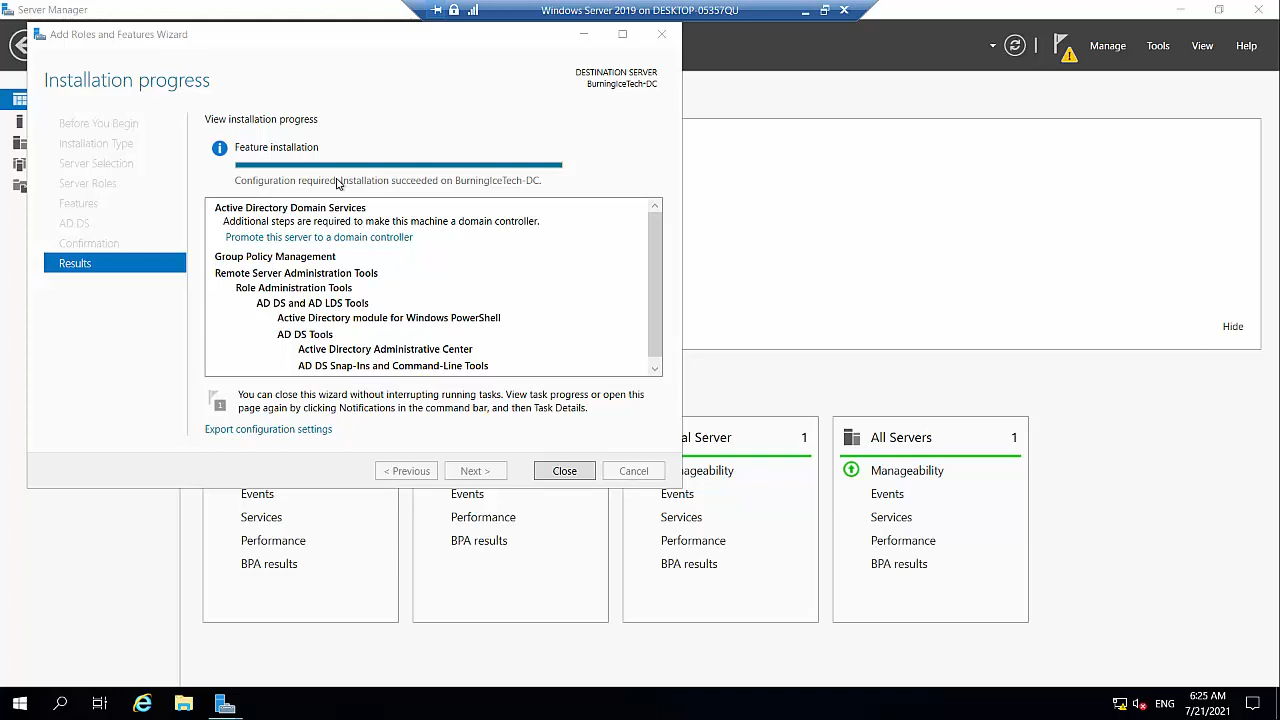 Server Manager
Windows Server 2019 on DESKTOP-05357QU
Add Roles and Features Wizard
Manage Tools View Help
Installation progress
DESTINATION SERVER
BurningIceTech-DC
Before You Begin
Installation Type
Server Selection
Server Roles
Features
AD DS
Confirmation
Results
View installation progress
Feature installation
Configuration required. Installation succeeded on BurningIceTech-DC.
Active Directory Domain Services
Additional steps are required to make this machine a domain controller.
Promote this server to a domain controller
Group Policy Management
Remote Server Administration Tools
Role Administration Tools
AD DS and AD LDS Tools
Active Directory module for Windows PowerShell
AD DS Tools
Active Directory Administrative Center
AD DS Snap-Ins and Command-Line Tools
1
You can close this wizard without interrupting running tasks. View task progress or open this
page again by clicking Notifications in the command bar, and then Task Details.
Export configuration settings
< Previous
Next >
Close
Cancel
Hide
Events
Services
Performance
BPA results
Events
Performance
BPA results
al Server 1
nageability
Events
Services
Performance
BPA results
All Servers 1
Manageability
Events
Services
Performance
BPA results
ENG
6:25 AM
7/21/2021